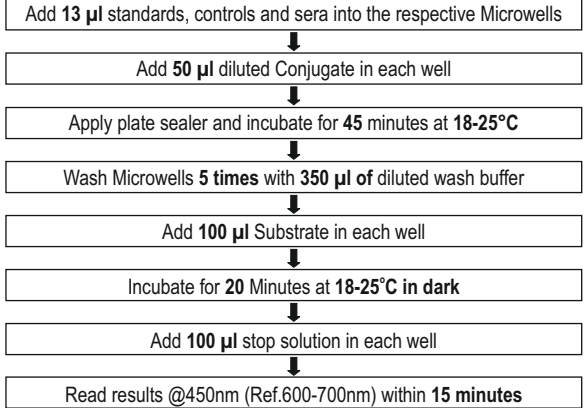 Add 13 µl standards, controls and sera into the respective Microwells
Add 50 µl diluted Conjugate in each well
Apply plate sealer and incubate for 45 minutes at 18-25°C
Wash Microwells 5 times with 350 µl of diluted wash buffer
Add 100 µl Substrate in each well
Incubate for 20 Minutes at 18-25°C in dark
Add 100 µl stop solution in each well
Read results @450nm (Ref.600-700nm) within 15 minutes